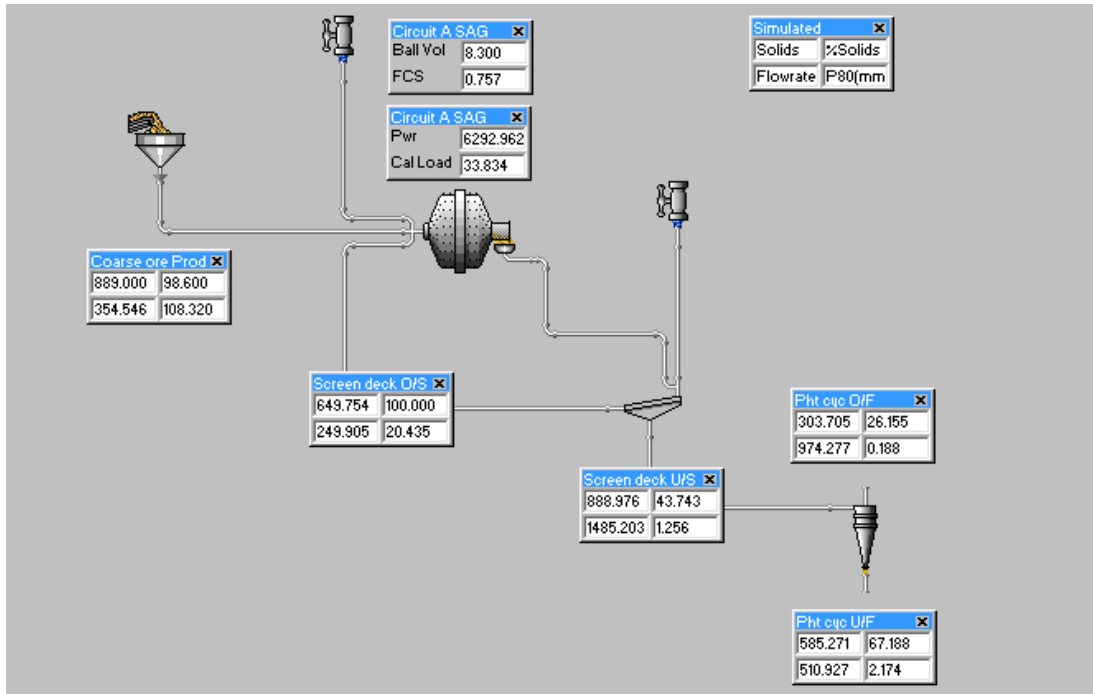 Circuit A SAG
Ball Vol 8.300
FCS 0.757
Simulated
Solids %Solids
Flowrate P80(mm
Circuit A SAG
Pwr 6292.962
Cal Load 33.834
Coarse ore Prod
889.000 98.600
354.546 108.320
Screen deck O/S
649.754 100.000
249.905 20.435
Pht cyc O/F
303.705 26.155
974.277 0.188
Screen deck U/S
888.976 43.743
1485.203 1.256
Pht cyc U/F
585.271 67.188
510.927 2.174